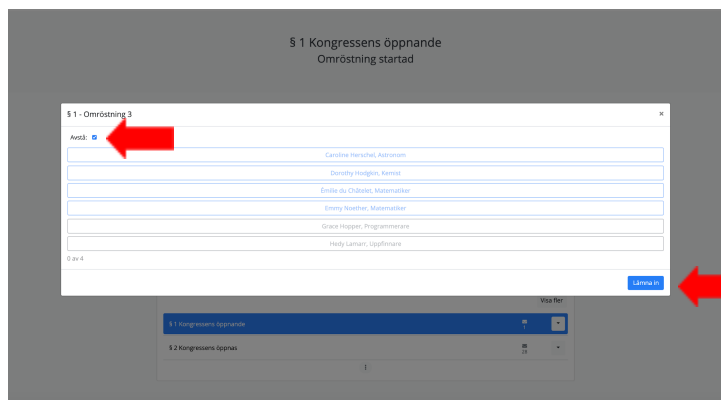 § 1 Kongressens öppnande
Omröstning startad
§ 1 - Omröstning 3 ×
Avstå:
Caroline Herschel, Astronom
Dorothy Hodgkin, Kemist
Émilie du Châtelet, Matematiker
Emmy Noether, Matematiker
Grace Hopper, Programmerare
Hedy Lamarr, Uppfinnare
0 av 4
Lämna in
Visa fler
§ 1 Kongressens öppnande
§ 2 Kongressens öppnas 28
1